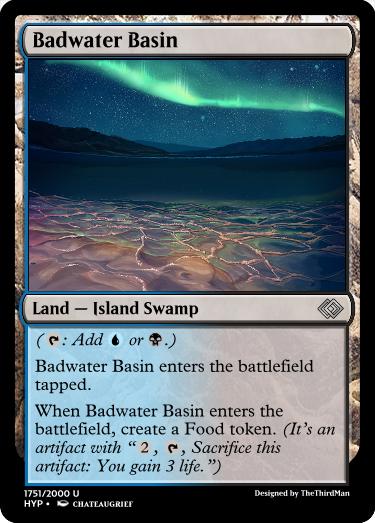 Badwater Basin
Land — Island Swamp
( T: Add U or B.)
Badwater Basin enters the battlefield
tapped.
When Badwater Basin enters the
battlefield, create a Food token. (It's an
artifact with “2, T, Sacrifice this
artifact: You gain 3 life.”)
1751/2000 U
HYP • CHATEAUGRIEF
Designed by TheThirdMan